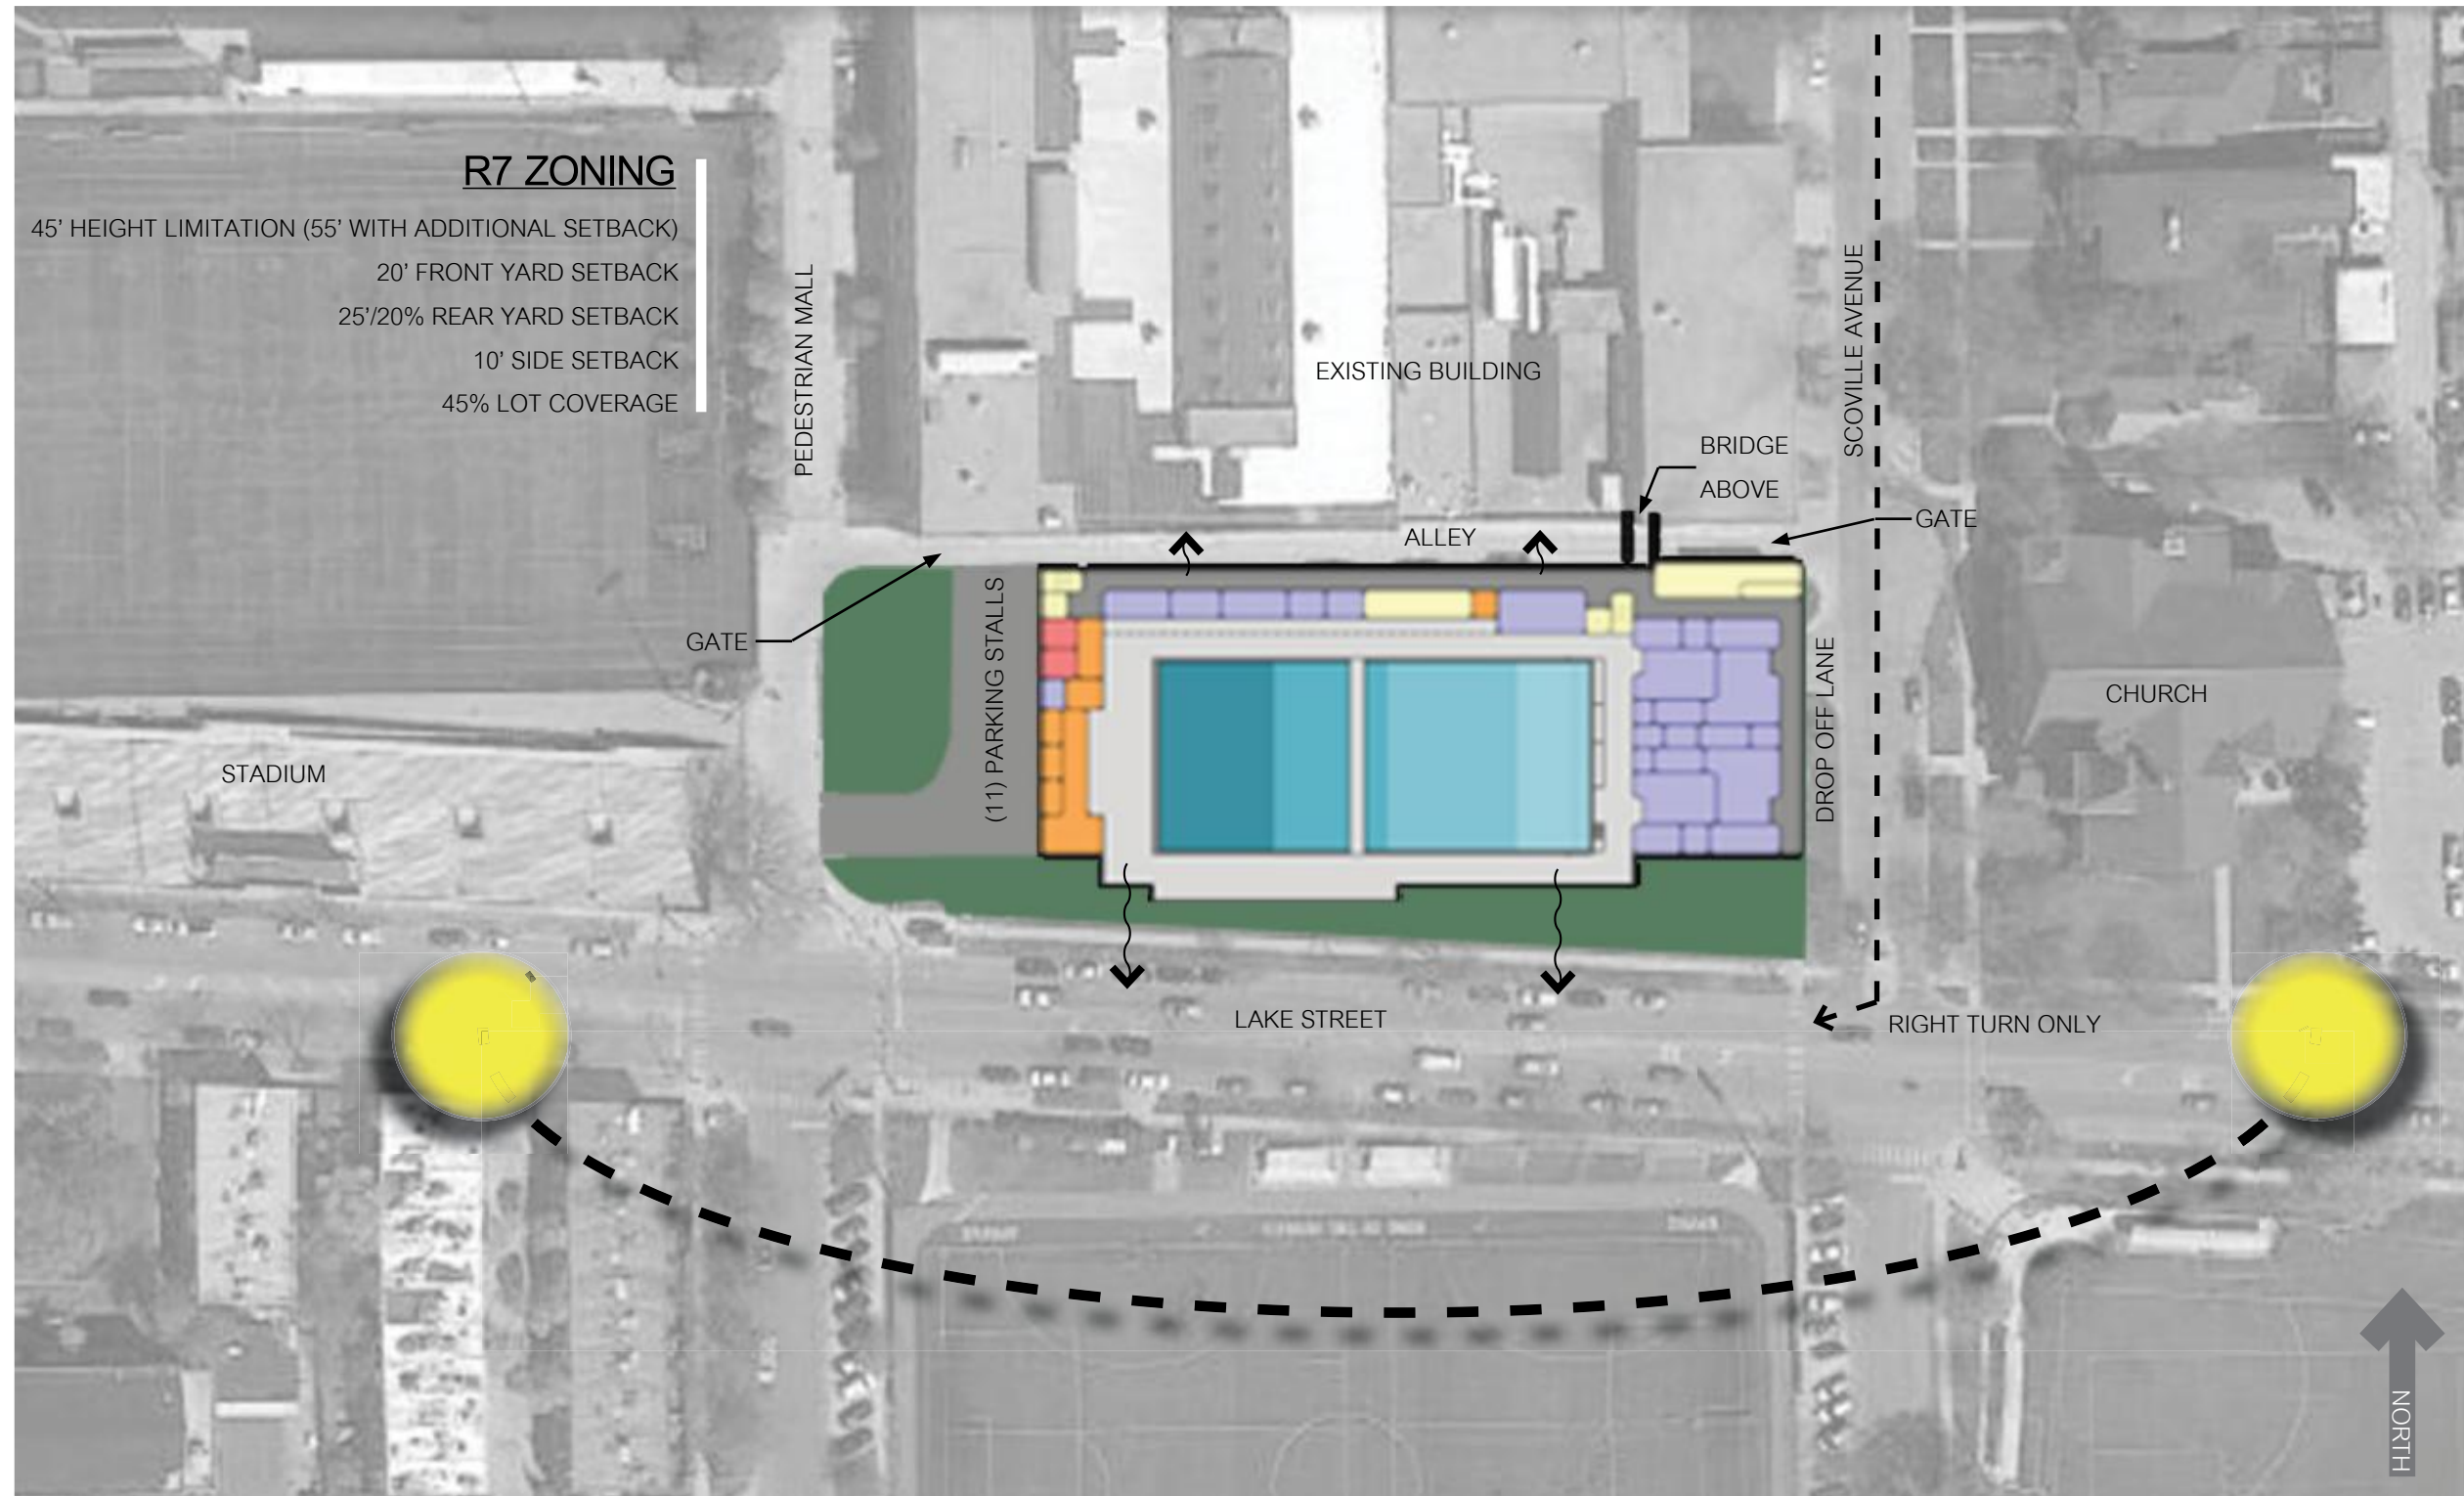 R7 ZONING
45' HEIGHT LIMITATION (55' WITH ADDITIONAL SETBACK)
20' FRONT YARD SETBACK
25'/20% REAR YARD SETBACK
10' SIDE SETBACK
45% LOT COVERAGE
PEDESTRIAN MALL
EXISTING BUILDING
SCOVILLE AVENUE
BRIDGE
ABOVE
GATE
ALLEY
GATE
(11) PARKING STALLS
DROP OFF LANE
CHURCH
STADIUM
LAKE STREET
RIGHT TURN ONLY
NORTH